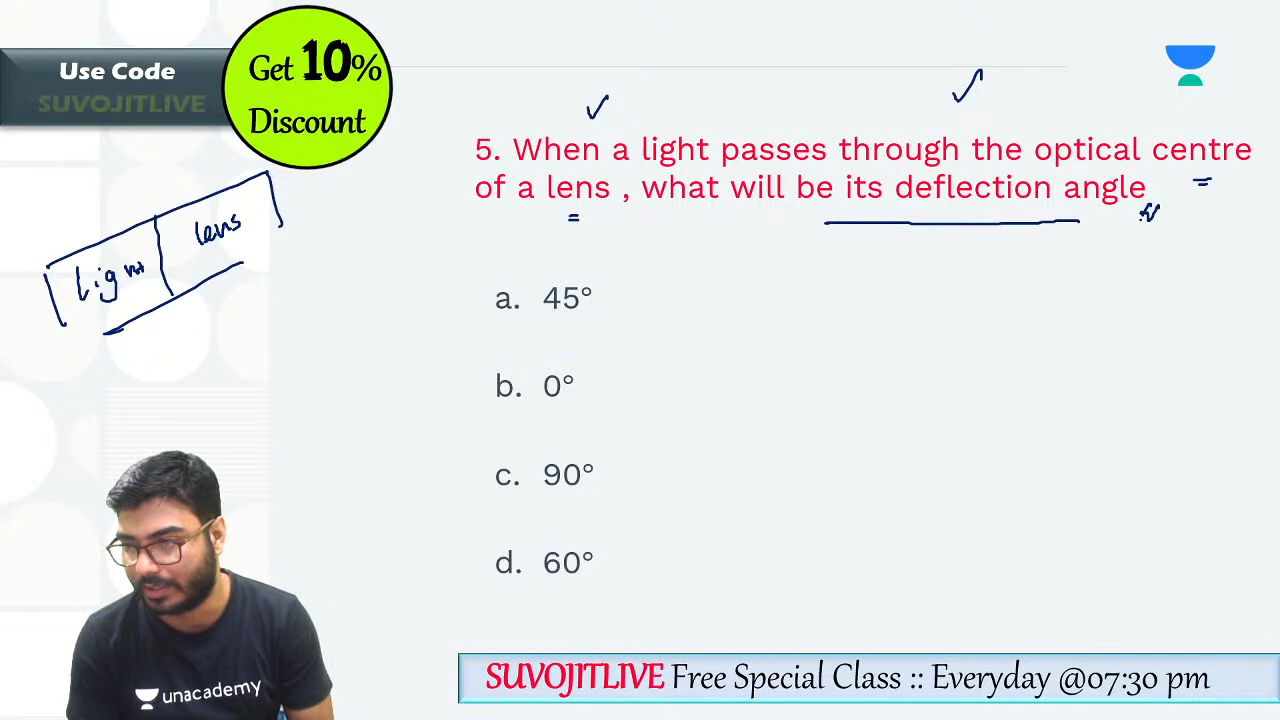 Use Code
SUVOJITLIVE
Get 10%
Discount
5. When a light passes through the optical centre
of a lens , what will be its deflection angle
Light
lens
a. 45°
b. 0°
c. 90°
d. 60°
unacademy
SUVOJITLIVE Free Special Class :: Everyday @07:30 pm